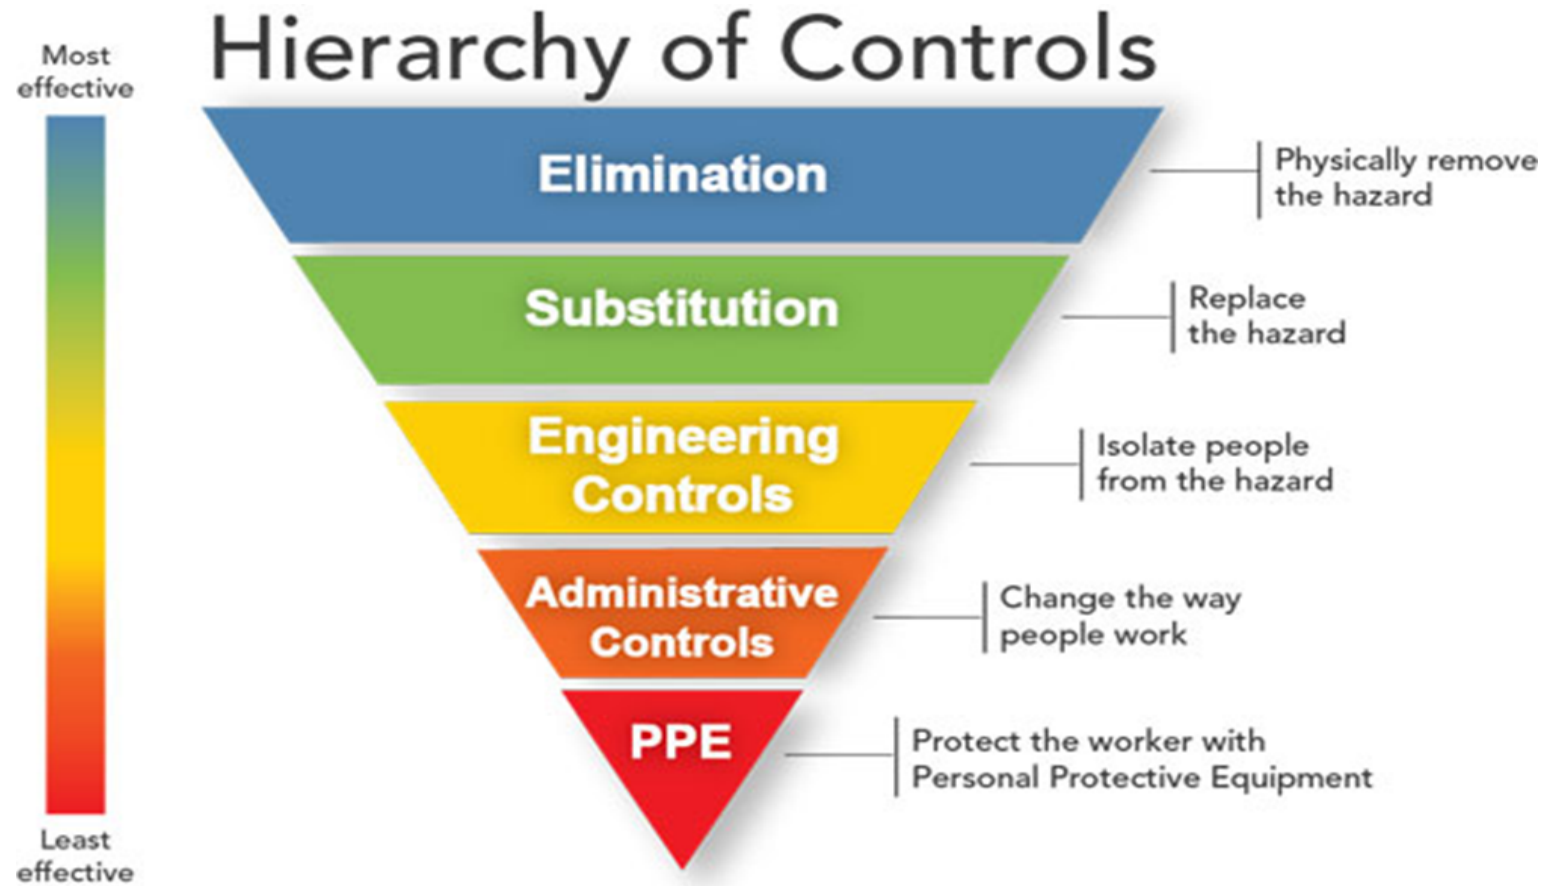 Hierarchy of Controls
Most
effective
Elimination
Physically remove
the hazard
Substitution
Replace
the hazard
Engineering
Controls
Isolate people
from the hazard
Administrative
Controls
Change the way
people work
PPE
Protect the worker with
Personal Protective Equipment
Least
effective